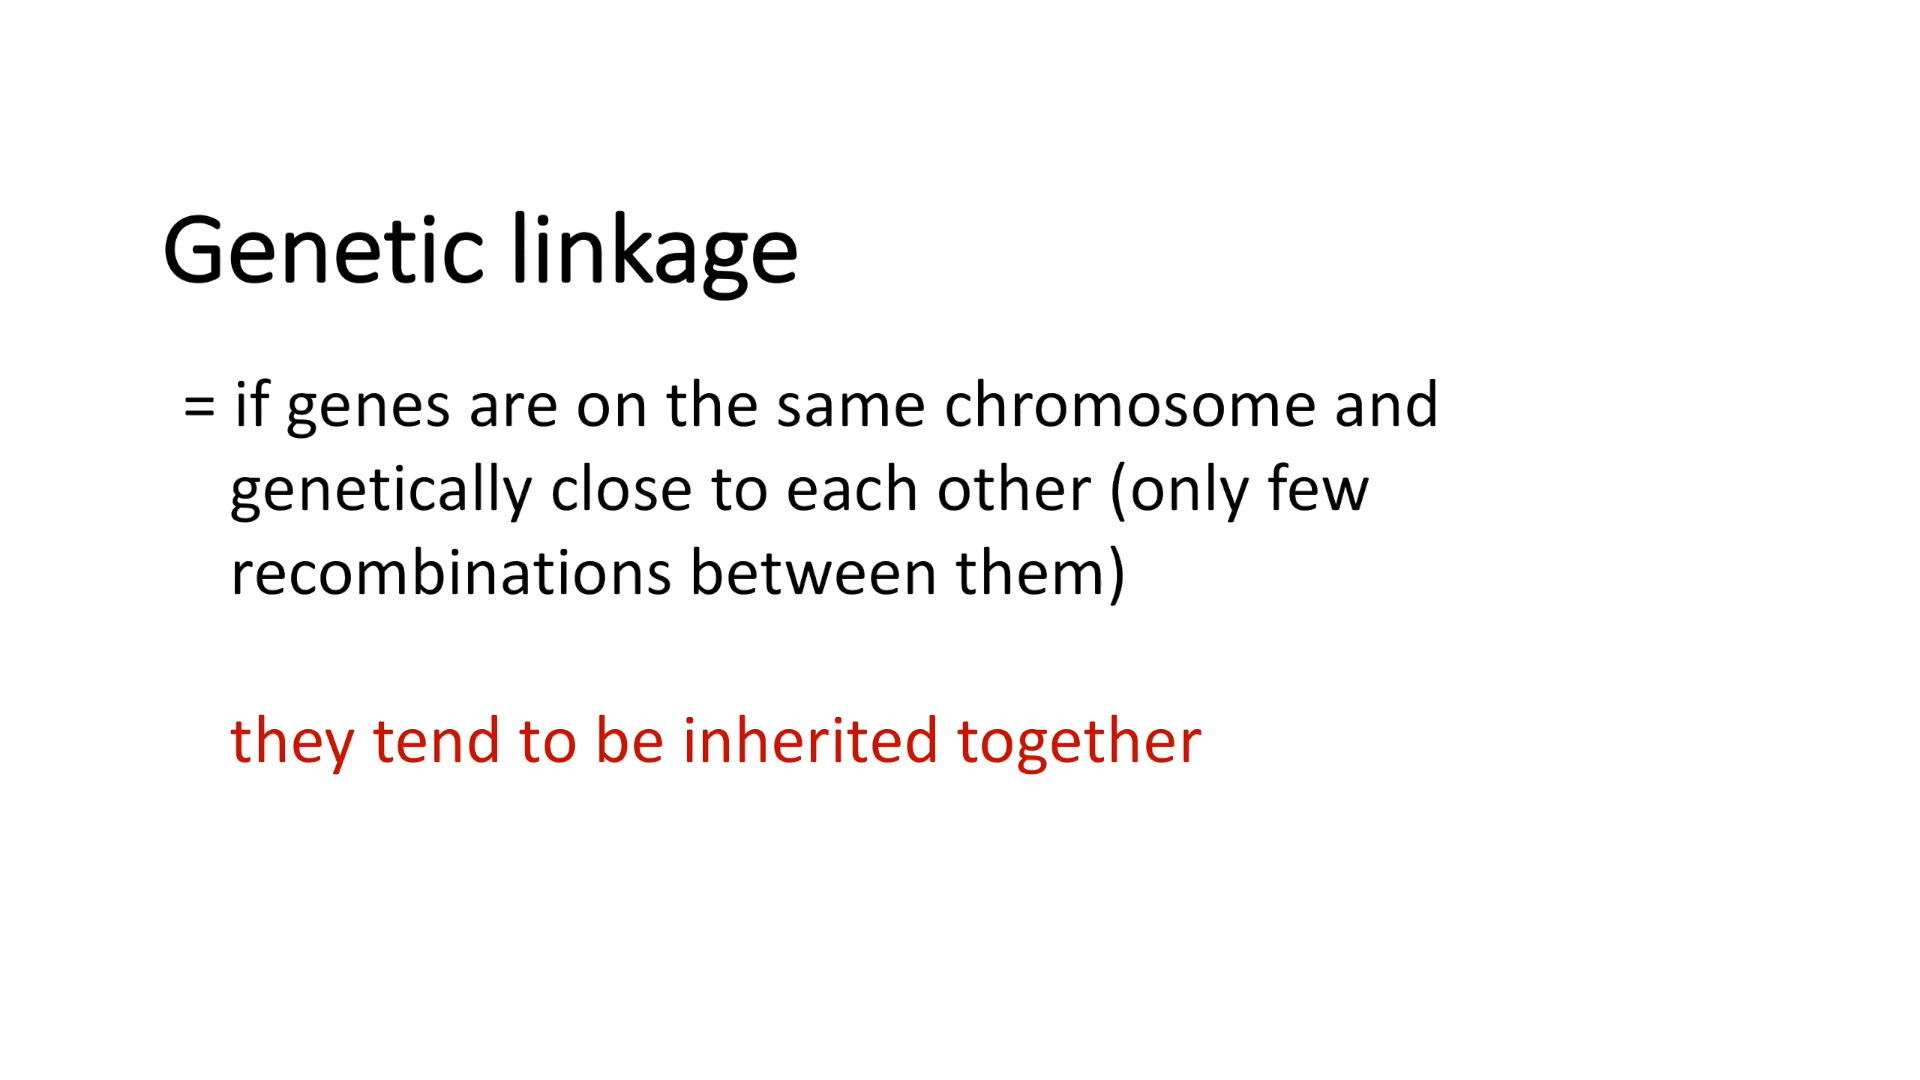 Genetic linkage
= if genes are on the same chromosome and
genetically close to each other (only few
recombinations between them)
they tend to be inherited together